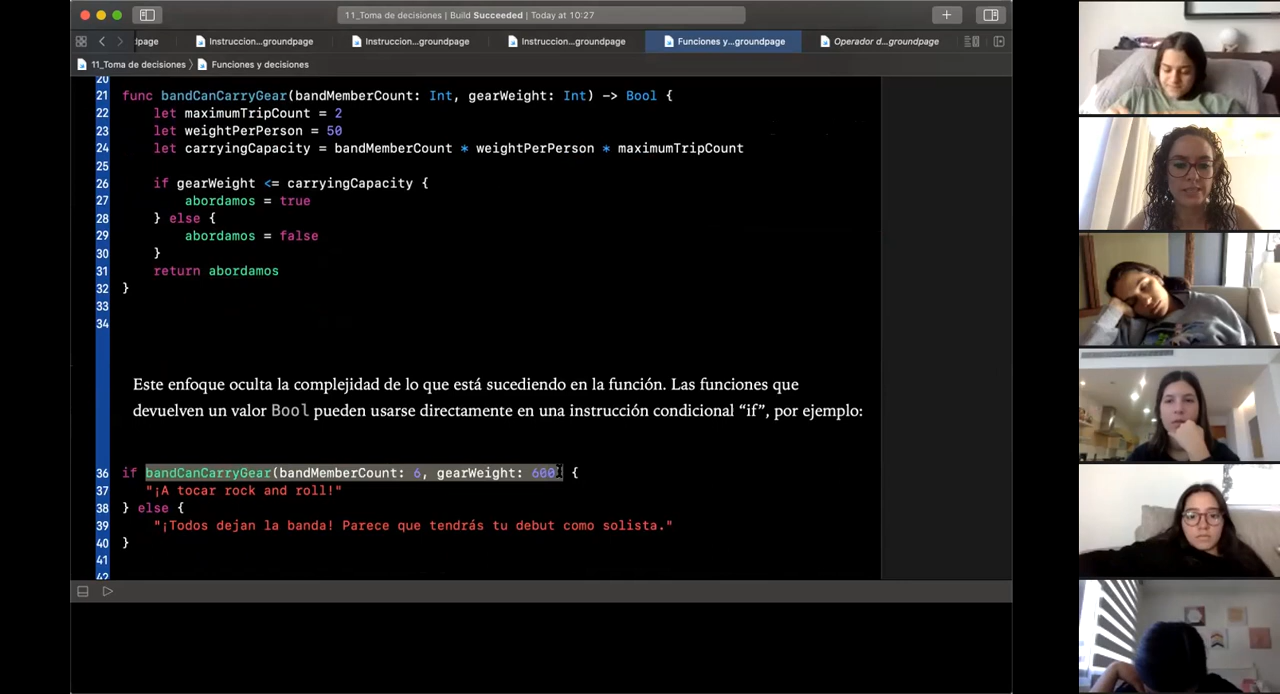 11_Toma de decisiones | Build Succeeded | Today at 10:27
lpage
Instruccion...groundpage
Instruccion...groundpage
Instruccion...groundpage
Funciones y...groundpage
Operador d...groundpage
11_Toma de decisiones 〉 Funciones y decisiones
20
21 func bandCanCarryGear(bandMemberCount: Int, gearWeight: Int) -> Bool {
22 let maximumTripCount = 2
23 let weightPerPerson = 50
24 let carryingCapacity = bandMemberCount * weightPerPerson * maximumTripCount
25
26 if gearWeight <= carryingCapacity {
27 abordamos = true
28 } else {
29 abordamos = false
30 }
31 return abordamos
32 }
33
34
Este enfoque oculta la complejidad de lo que está sucediendo en la función. Las funciones que
devuelven un valor Bool pueden usarse directamente en una instrucción condicional “if”, por ejemplo:
36 if bandCanCarryGear(bandMemberCount: 6, gearWeight: 600) {
37 "¡A tocar rock and roll!"
38 } else {
39 "¡Todos dejan la banda! Parece que tendrás tu debut como solista."
40 }
41
42